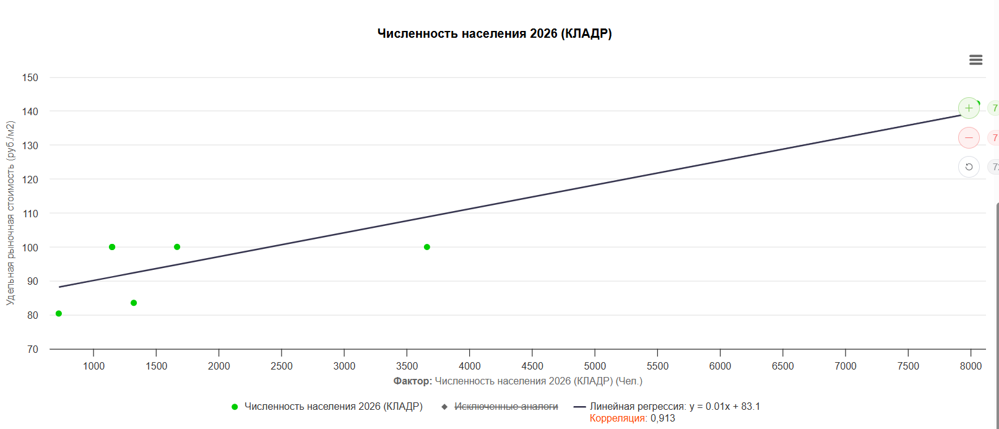 Численность населения 2026 (КЛАДР)
150
140
130
120
110
100
90
80
70
Удельная рыночная стоимость (руб./м2)
7
7
1000 1500 2000 2500 3000 3500 4000 4500 5000 5500 6000 6500 7000 7500 8000
Фактор: Численность населения 2026 (КЛАДР) (Чел.)
Численность населения 2026 (КЛАДР) Исключенные аналоги Линейная регрессия: y = 0.01x + 83.1
Корреляция: 0,913